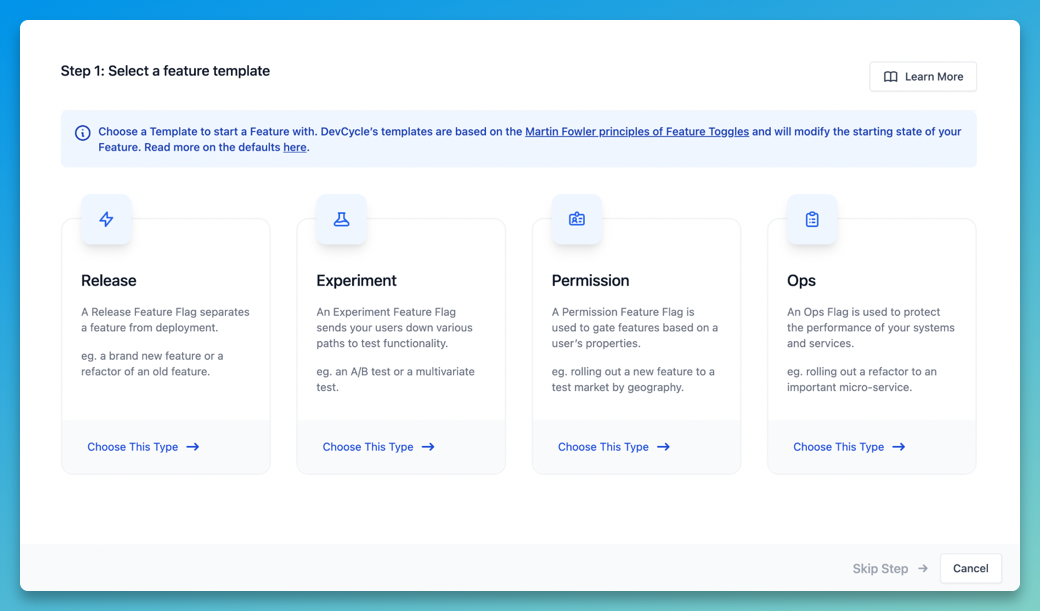 Step 1: Select a feature template
Learn More
Choose a Template to start a Feature with. DevCycle's templates are based on the Martin Fowler principles of Feature Toggles and will modify the starting state of your
Feature. Read more on the defaults here.
Release
A Release Feature Flag separates
a feature from deployment.
eg. a brand new feature or a
refactor of an old feature.
Choose This Type
Experiment
An Experiment Feature Flag
sends your users down various
paths to test functionality.
eg. an A/B test or a multivariate
test.
Choose This Type
Permission
A Permission Feature Flag is
used to gate features based on a
user's properties.
eg. rolling out a new feature to a
test market by geography.
Choose This Type
Ops
An Ops Flag is used to protect
the performance of your systems
and services.
eg. rolling out a refactor to an
important micro-service.
Choose This Type
Skip Step
Cancel